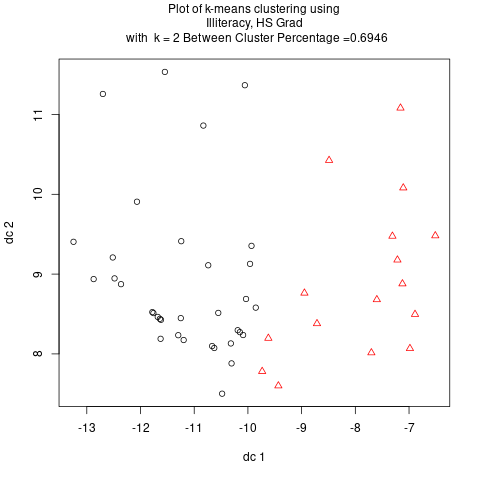 Plot of k-means clustering using
Illiteracy, HS Grad
with k = 2 Between Cluster Percentage =0.6946
11
10
9
8
dc 2
-13 -12 -11 -10 -9 -8 -7
dc 1